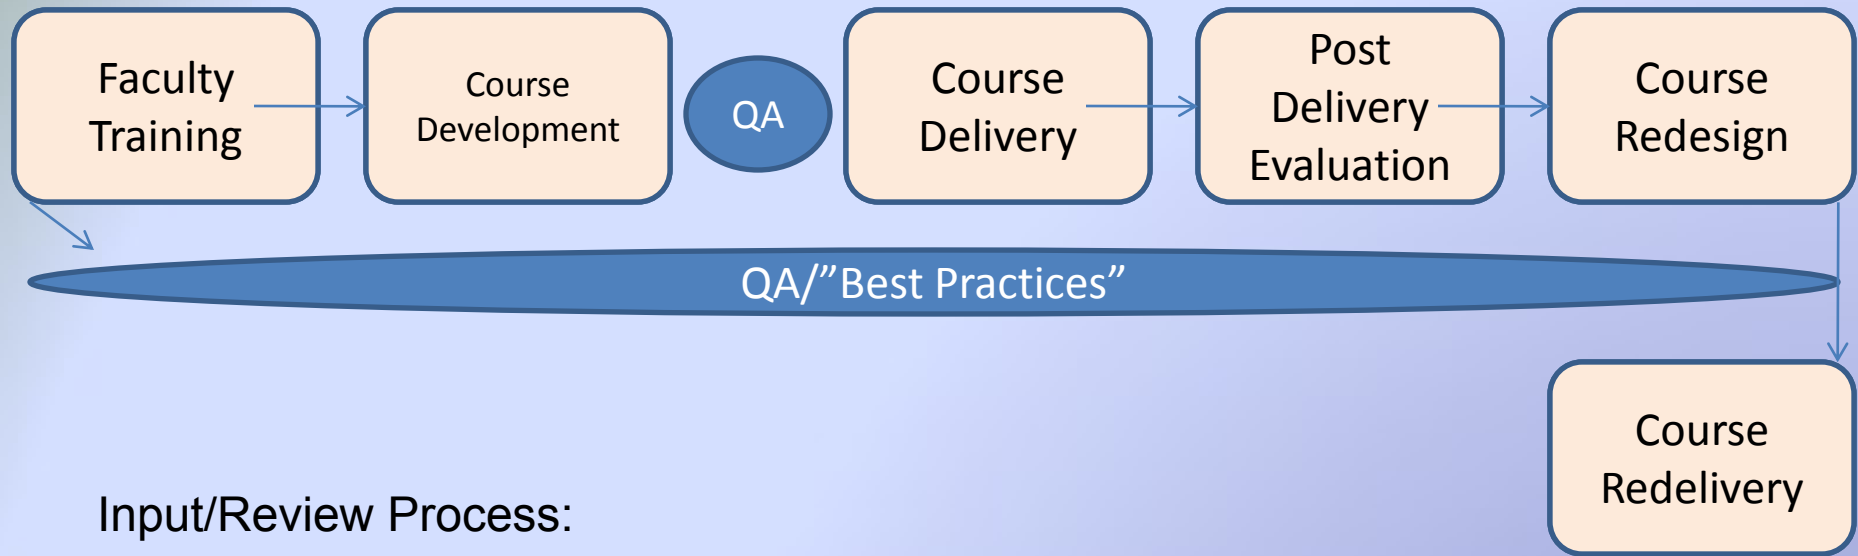 Faculty
Training
Course
Development
QA
Course
Delivery
Post
Delivery
Evaluation
Course
Redesign
QA/”Best Practices”
Course
Redelivery
Input/Review Process: